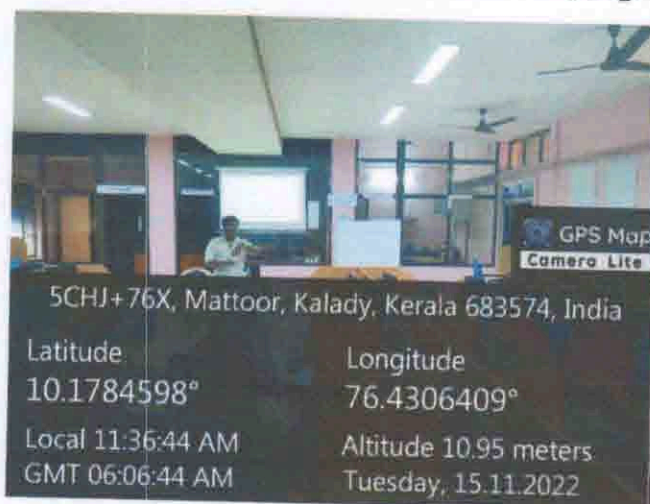 GPS Map
Camera Lite
5CHJ+76X, Mattoor, Kalady, Kerala 683574, India
Latitude
10.1784598°
Longitude
76.4306409°
Local 11:36:44 AM
GMT 06:06:44 AM
Altitude 10.95 meters
Tuesday, 15.11.2022